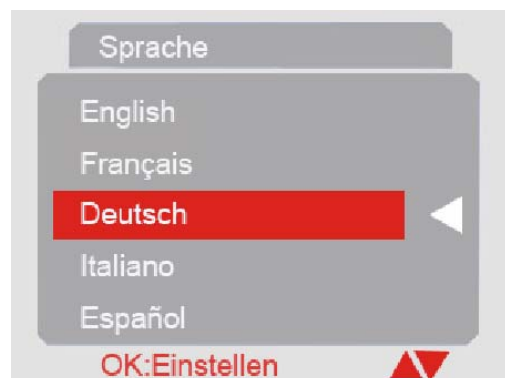 Sprache
English
Français
Deutsch
Italiano
Español
OK:Einstellen